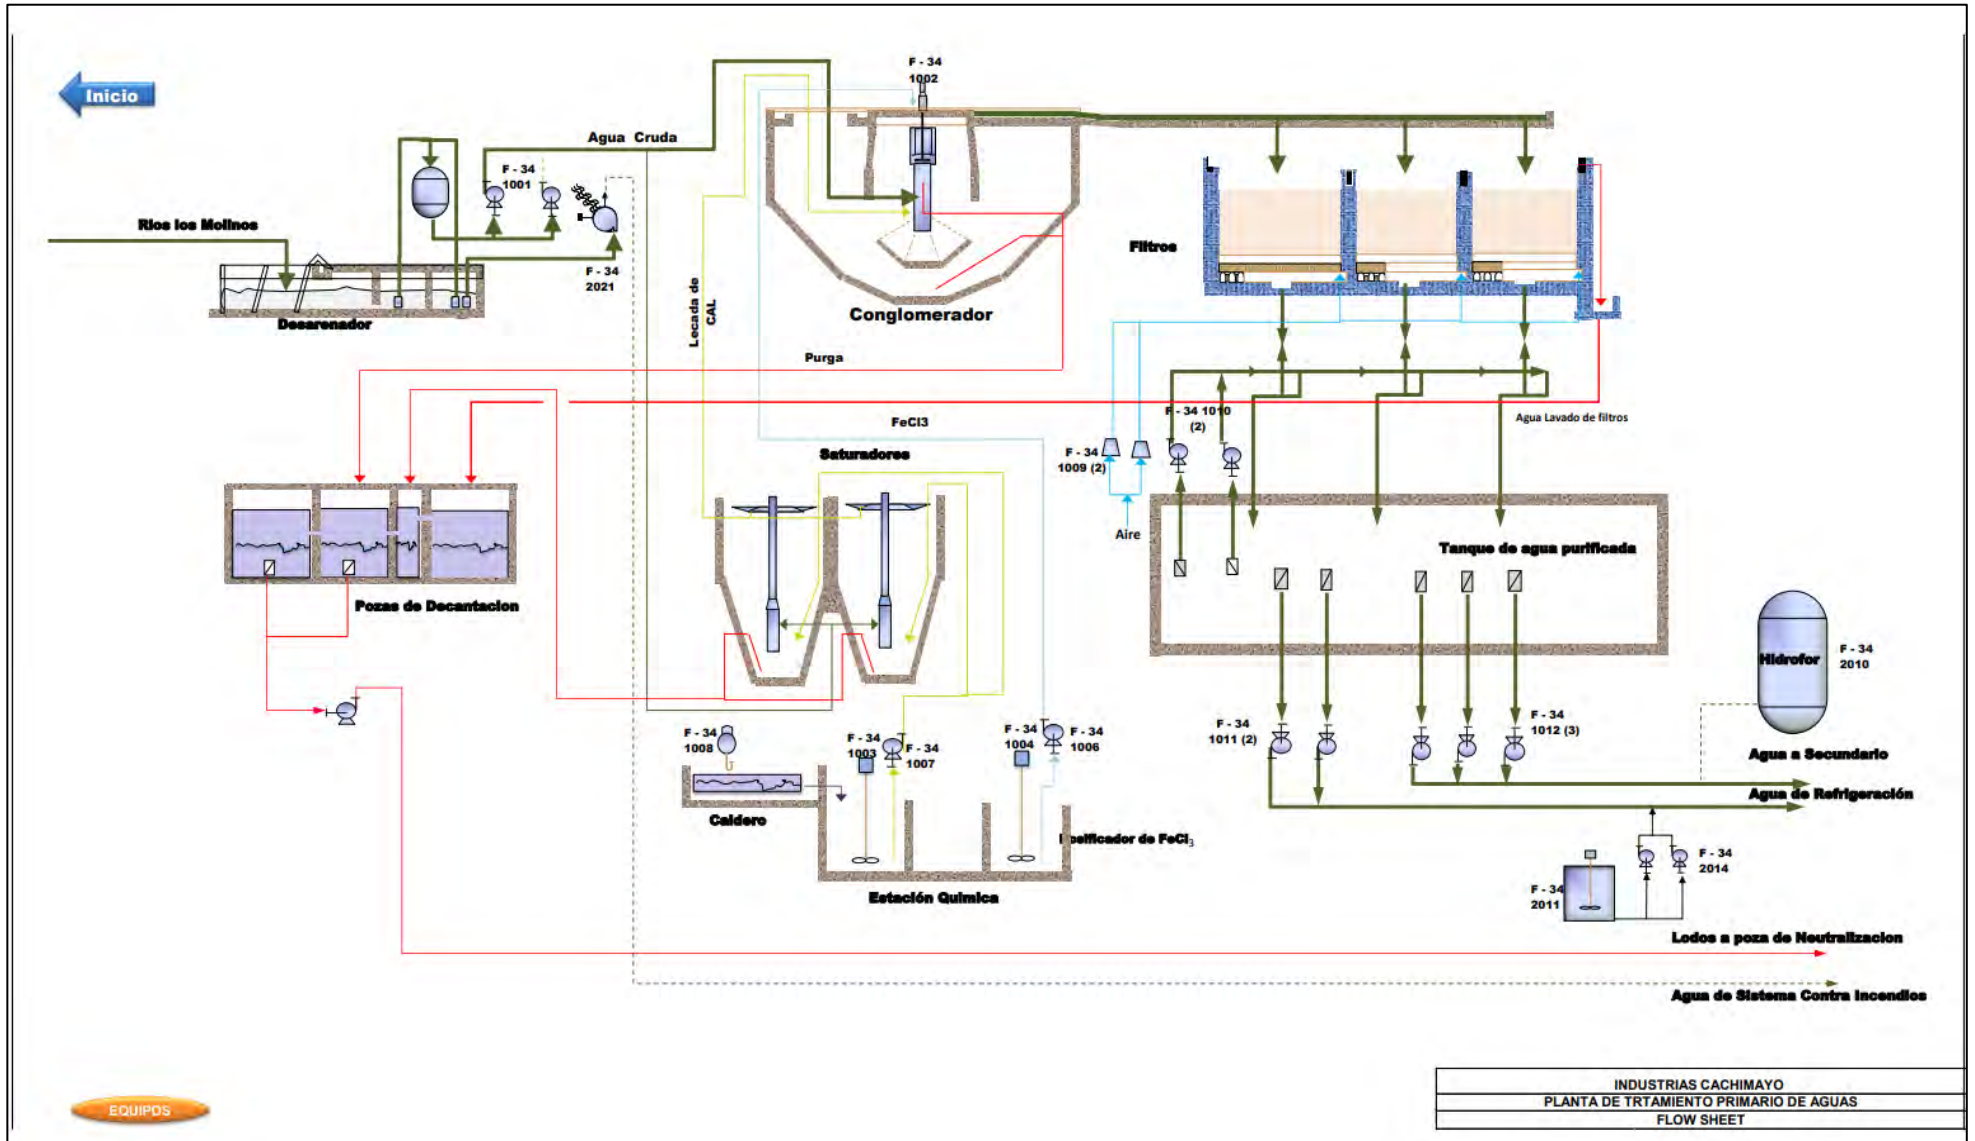 Inicio
F - 34
1002
Agua Cruda
F - 34
1001
Rios los Molinos
F - 34
2021
Desarenador
Filtros
Conglomerador
Lecada de
CAL
Purga
FeCl3
Saturadores
F - 34 1010
(2)
Agua Lavado de filtros
F - 34
1009 (2)
Aire
Tanque de agua purificada
Pozas de Decantacion
Hidrofor
F - 34
2010
F - 34
1008
F - 34
1003
F - 34
1007
F - 34
1004
F - 34
1006
F - 34
1011 (2)
F - 34
1012 (3)
Agua a Secundario
Agua de Refrigeración
Caldero
osificador de FeCl3
F - 34
2014
F - 34
2011
Estación Quimica
Lodos a poza de Neutralizacion
Agua de Sistema Contra Incendios
EQUIPOS
INDUSTRIAS CACHIMAYO
PLANTA DE TRTAMIENTO PRIMARIO DE AGUAS
FLOW SHEET